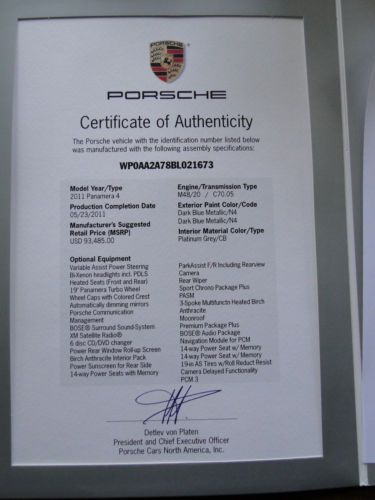 PORSCHE
Certificate of Authenticity
The Porsche vehicle with the identification number listed below
was manufactured with the following assembly specifications:
WP0AA2A78BL021673
Model Year/Type
2011 Panamera 4
Production Completion Date
05/23/2011
Manufacturer's Suggested
Retail Price (MSRP)
USD 93,485.00
Engine/Transmission Type
M48/20 / C70.05
Exterior Paint Color/Code
Dark Blue Metallic/N4
Dark Blue Metallic/N4
Interior Material Color/Type
Platinum Grey/CB
Optional Equipment
Variable Assist Power Steering
Bi-Xenon headlights incl. PDLS
Heated Seats (Front and Rear)
19" Panamera Turbo Wheel
Wheel Caps with Colored Crest
Automatically dimming mirrors
Porsche Communication
Management
BOSE® Surround Sound-System
XM Satellite Radio®
6 disc CD/DVD changer
Power Rear Window Roll-up Screen
Birch Anthracite Interior Pack
Power Sunscreen for Rear Side
14-way Power Seats with Memory
ParkAssist F/R Including Rearview
Camera
Rear Wiper
Sport Chrono Package Plus
PASM
3-Spoke Multifunctn Heated Birch
Anthracite
Moonroof
Premium Package Plus
BOSE® Audio Package
Navigation Module for PCM
14-way Power Seat w/ Memory
14-way Power Seat w/ Memory
19-in AS Tires w/Roll Reduct Resist
Camera Delayed Functionality
PCM 3
Detlev von Platen
President and Chief Executive Officer
Porsche Cars North America, Inc.